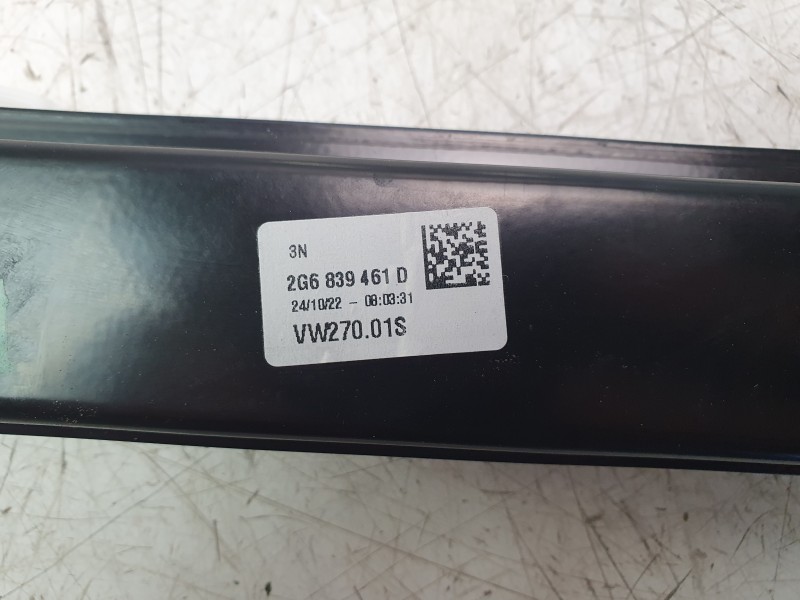 3N
2G6 839 461 D
24/10/22 - 08:03:31
VW270.01S